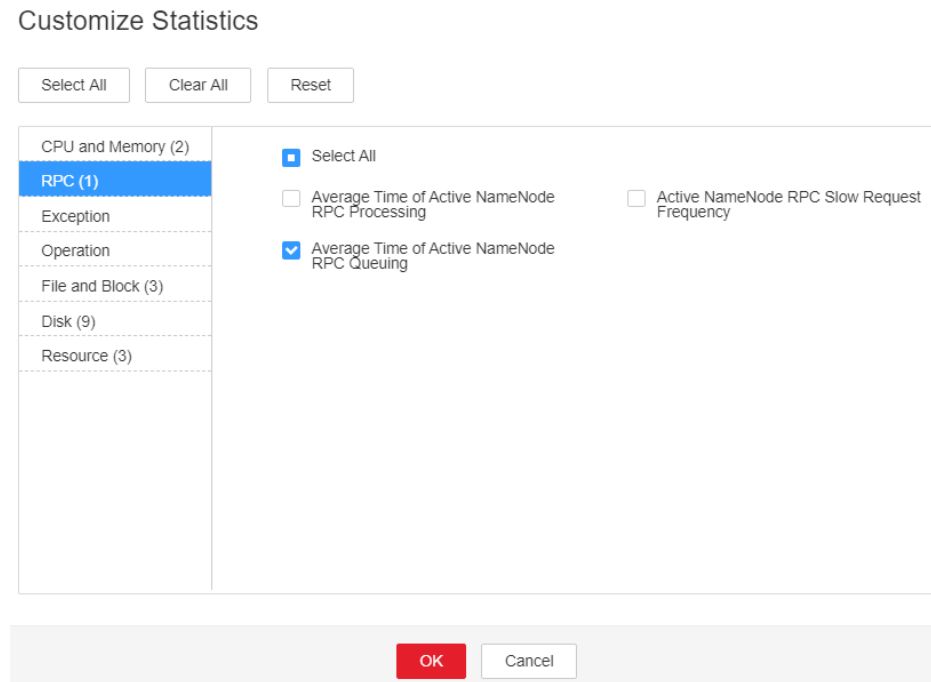 Customize Statistics
Select All
Clear All
Reset
CPU and Memory (2)
RPC (1)
Exception
Operation
File and Block (3)
Disk (9)
Resource (3)
Select All
Average Time of Active NameNode
RPC Processing
Active NameNode RPC Slow Request
Frequency
Average Time of Active NameNode
RPC Queuing
OK
Cancel